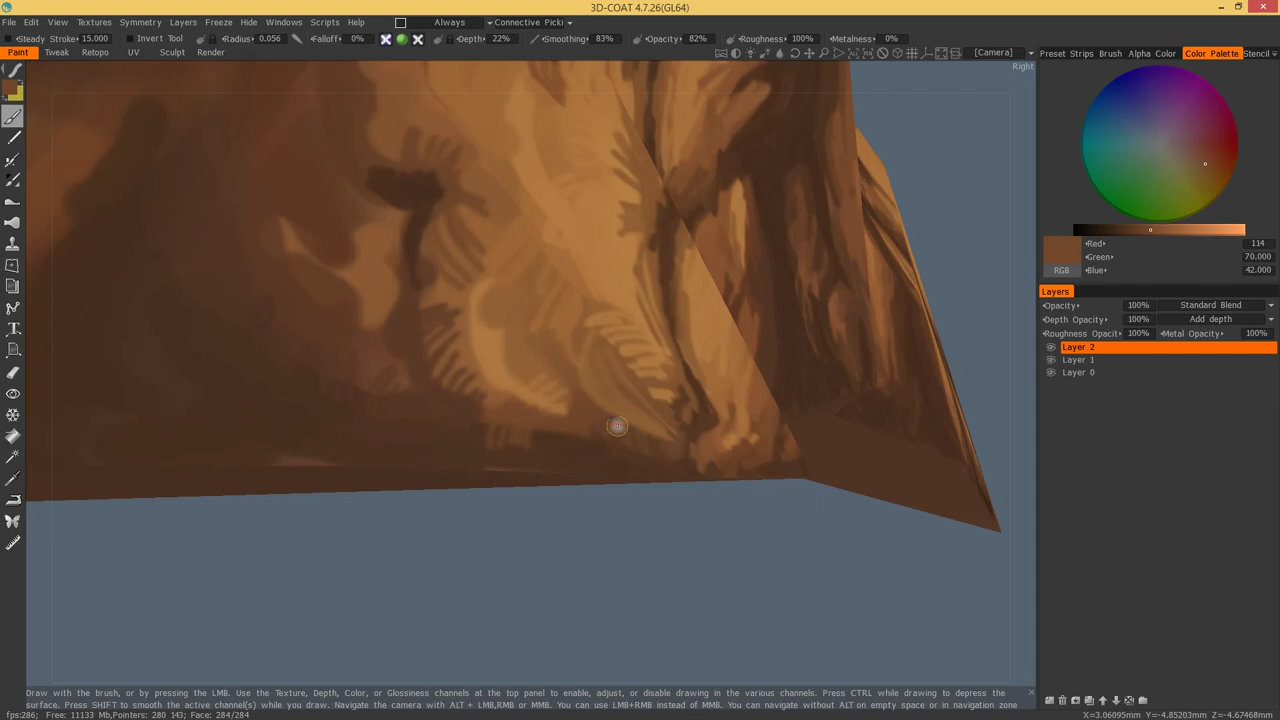 3D-COAT 4.7.26(GL64)
File Edit View Textures Symmetry Layers Freeze Hide Windows Scripts Help Always Connective Picki
Steady Stroke 15.000 Invert Tool Radius 0.056 Falloff 0% Depth 22% Smoothing 83% Opacity 82% Roughness 100% Metalness 0%
Paint Tweak Retopo UV Sculpt Render [Camera] Preset Strips Brush Alpha Color Color Palette Stencil
Right
Red 114
Green 70.000
RGB Blue 42.000
Layers
Opacity 100% Standard Blend
Depth Opacity 100% Add depth
Roughness Opacit 100% Metal Opacity 100%
Layer 2
Layer 1
Layer 0
Draw with the brush, or by pressing the LMB. Use the Texture, Depth, Color, or Glossiness channels at the top panel to enable, adjust, or disable drawing in the various channels. Press CTRL while drawing to depress the
surface. Press SHIFT to smooth the active channel(s) while you draw. Navigate the camera with ALT + LMB,RMB or MMB. You can use LMB+RMB instead of MMB. You can navigate without ALT on empty space or in navigation zone
fps:286; Free: 11133 Mb,Pointers: 280 143; Face: 284/284 X=3.06095mm Y=-4.85203mm Z=-4.67468mm